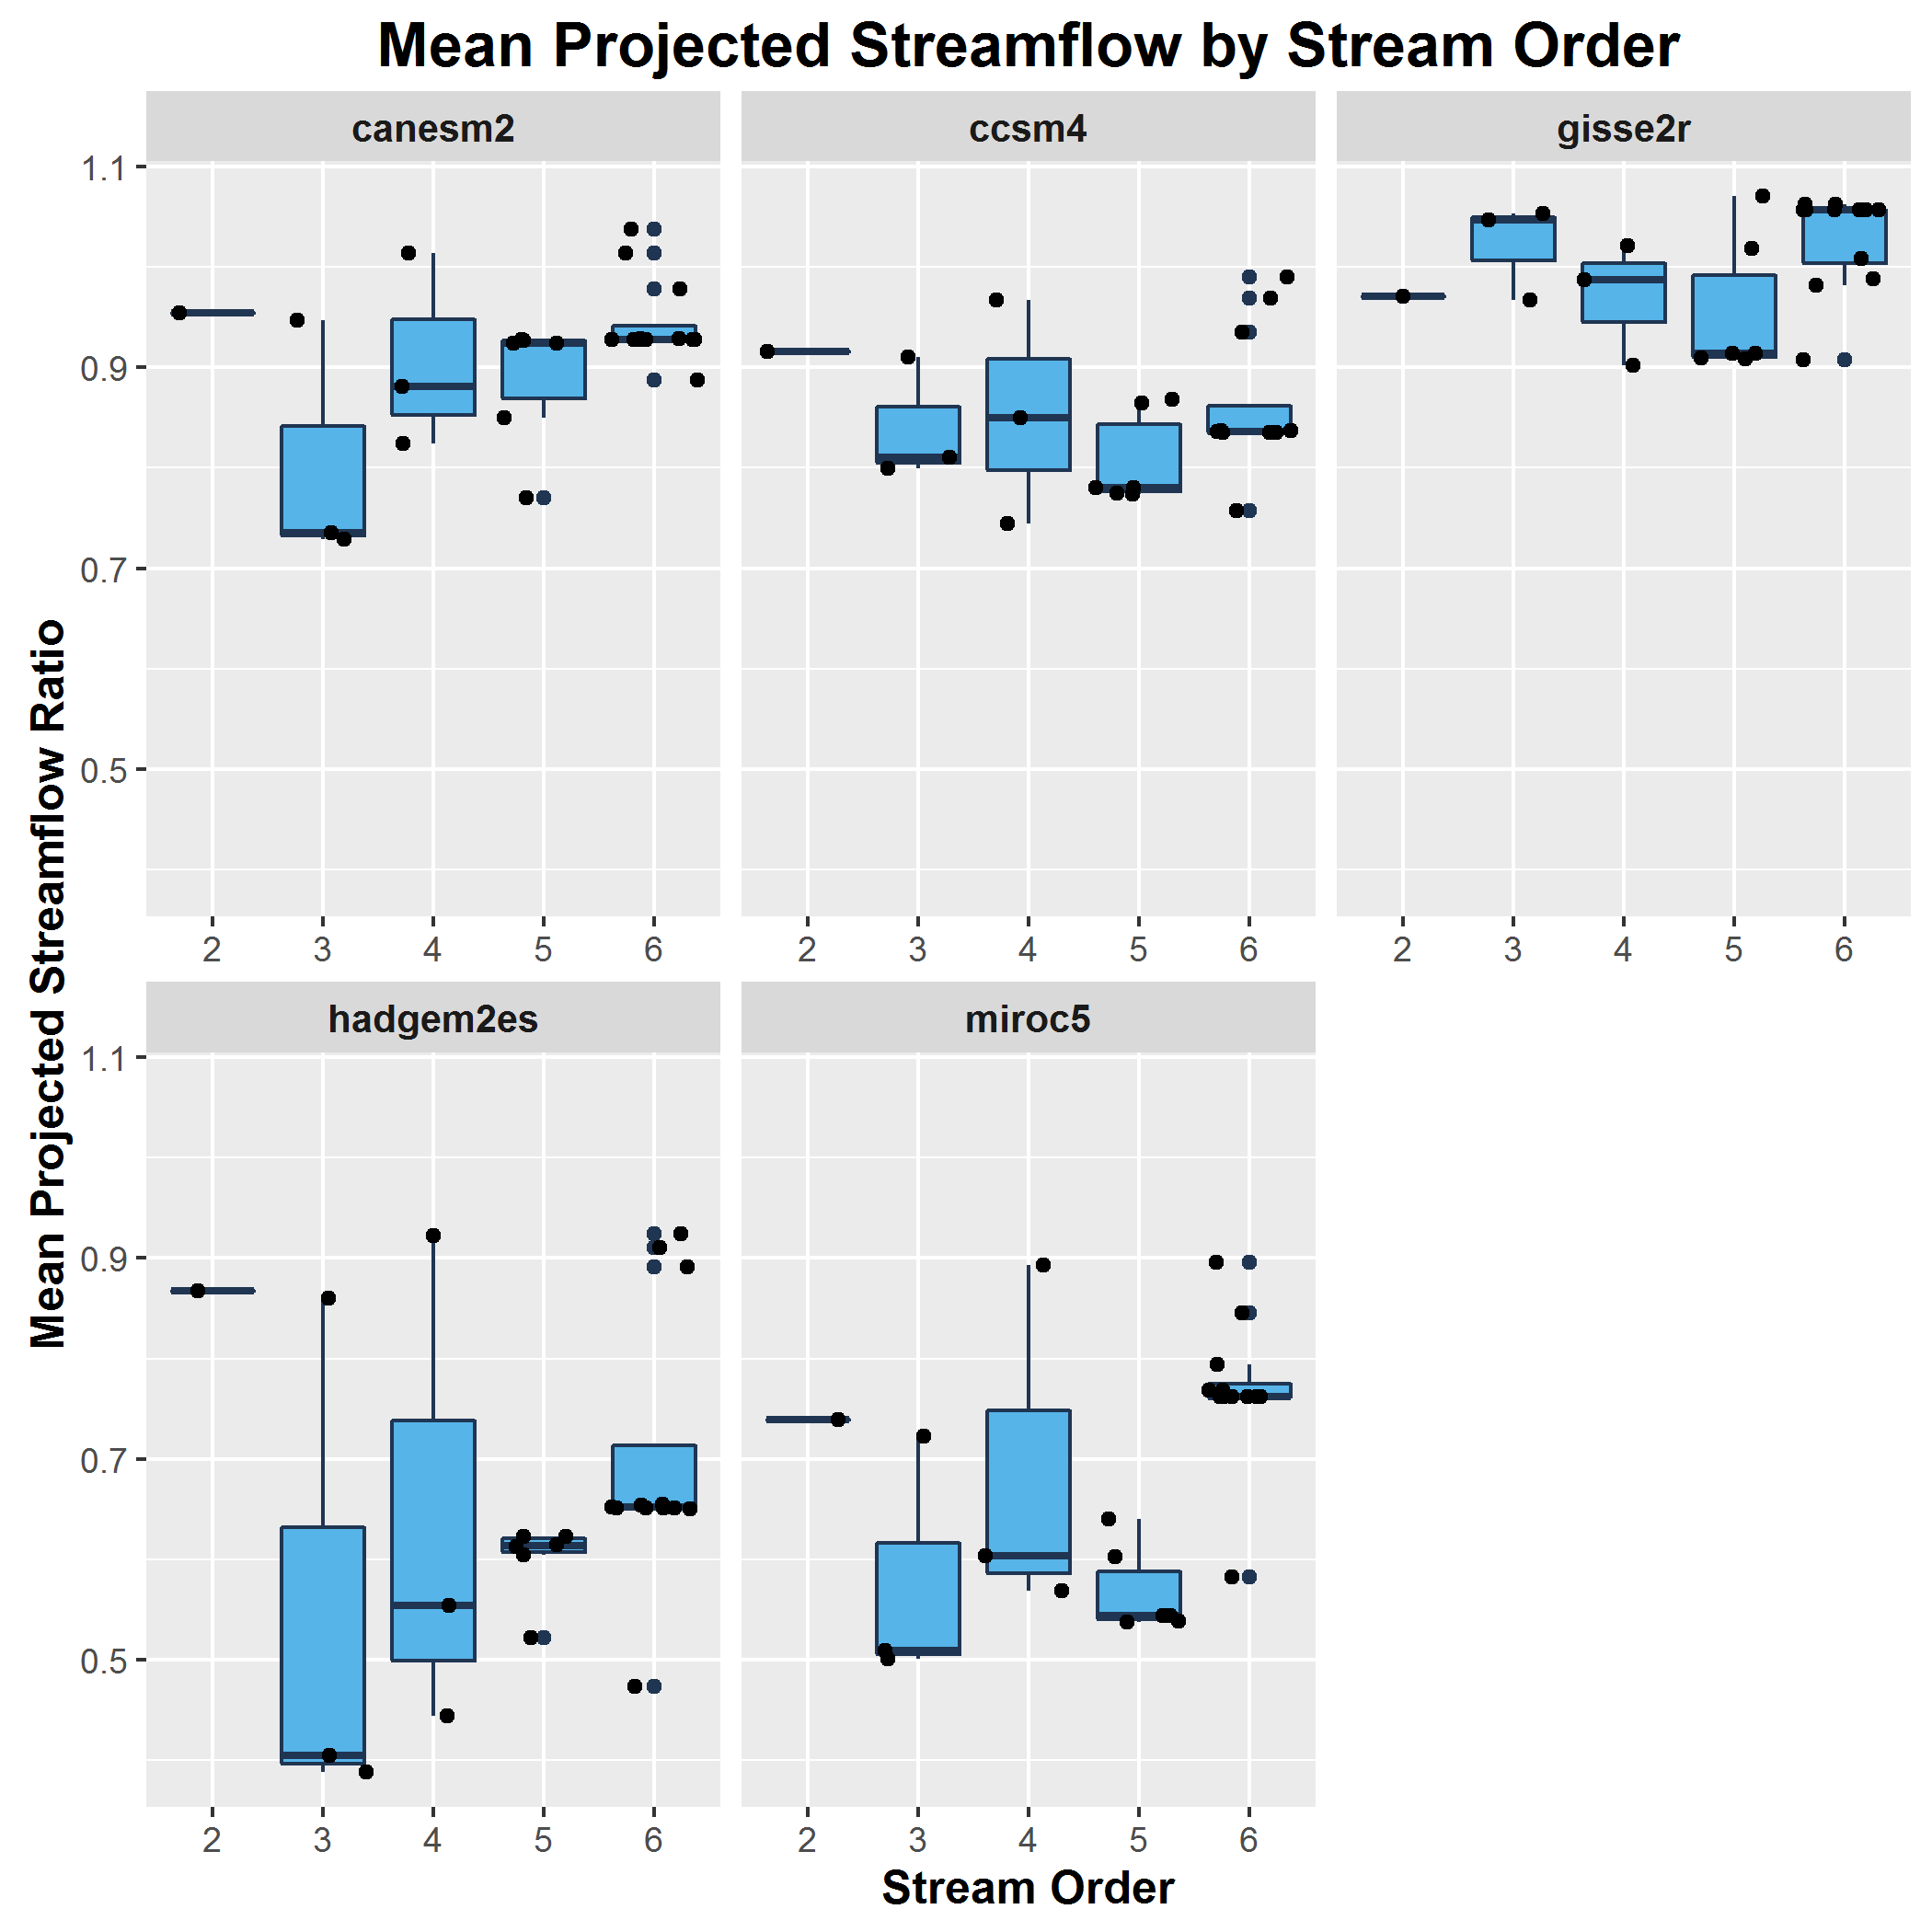 Mean Projected Streamflow by Stream Order
canesm2
ccsm4
gisse2r
1.1
0.9
0.7
0.5
2 3 4 5 6
2 3 4 5 6
2 3 4 5 6
Mean Projected Streamflow Ratio
hadgem2es
miroc5
1.1
0.9
0.7
0.5
2 3 4 5 6
2 3 4 5 6
Stream Order